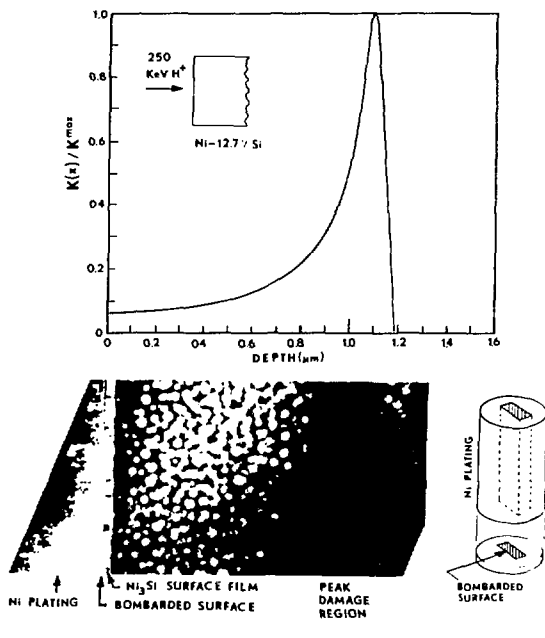 1.0
0.8
0.6
0.4
0.2
0
K(x) / K^max
250
KeV H+
Ni-12.7% Si
0 0.2 0.4 0.6 0.8 1.0 1.2 1.4 1.6
DEPTH(μm)
Ni PLATING
Ni3Si SURFACE FILM
BOMBARDED SURFACE
PEAK
DAMAGE
REGION
Ni PLATING
BOMBARDED
SURFACE